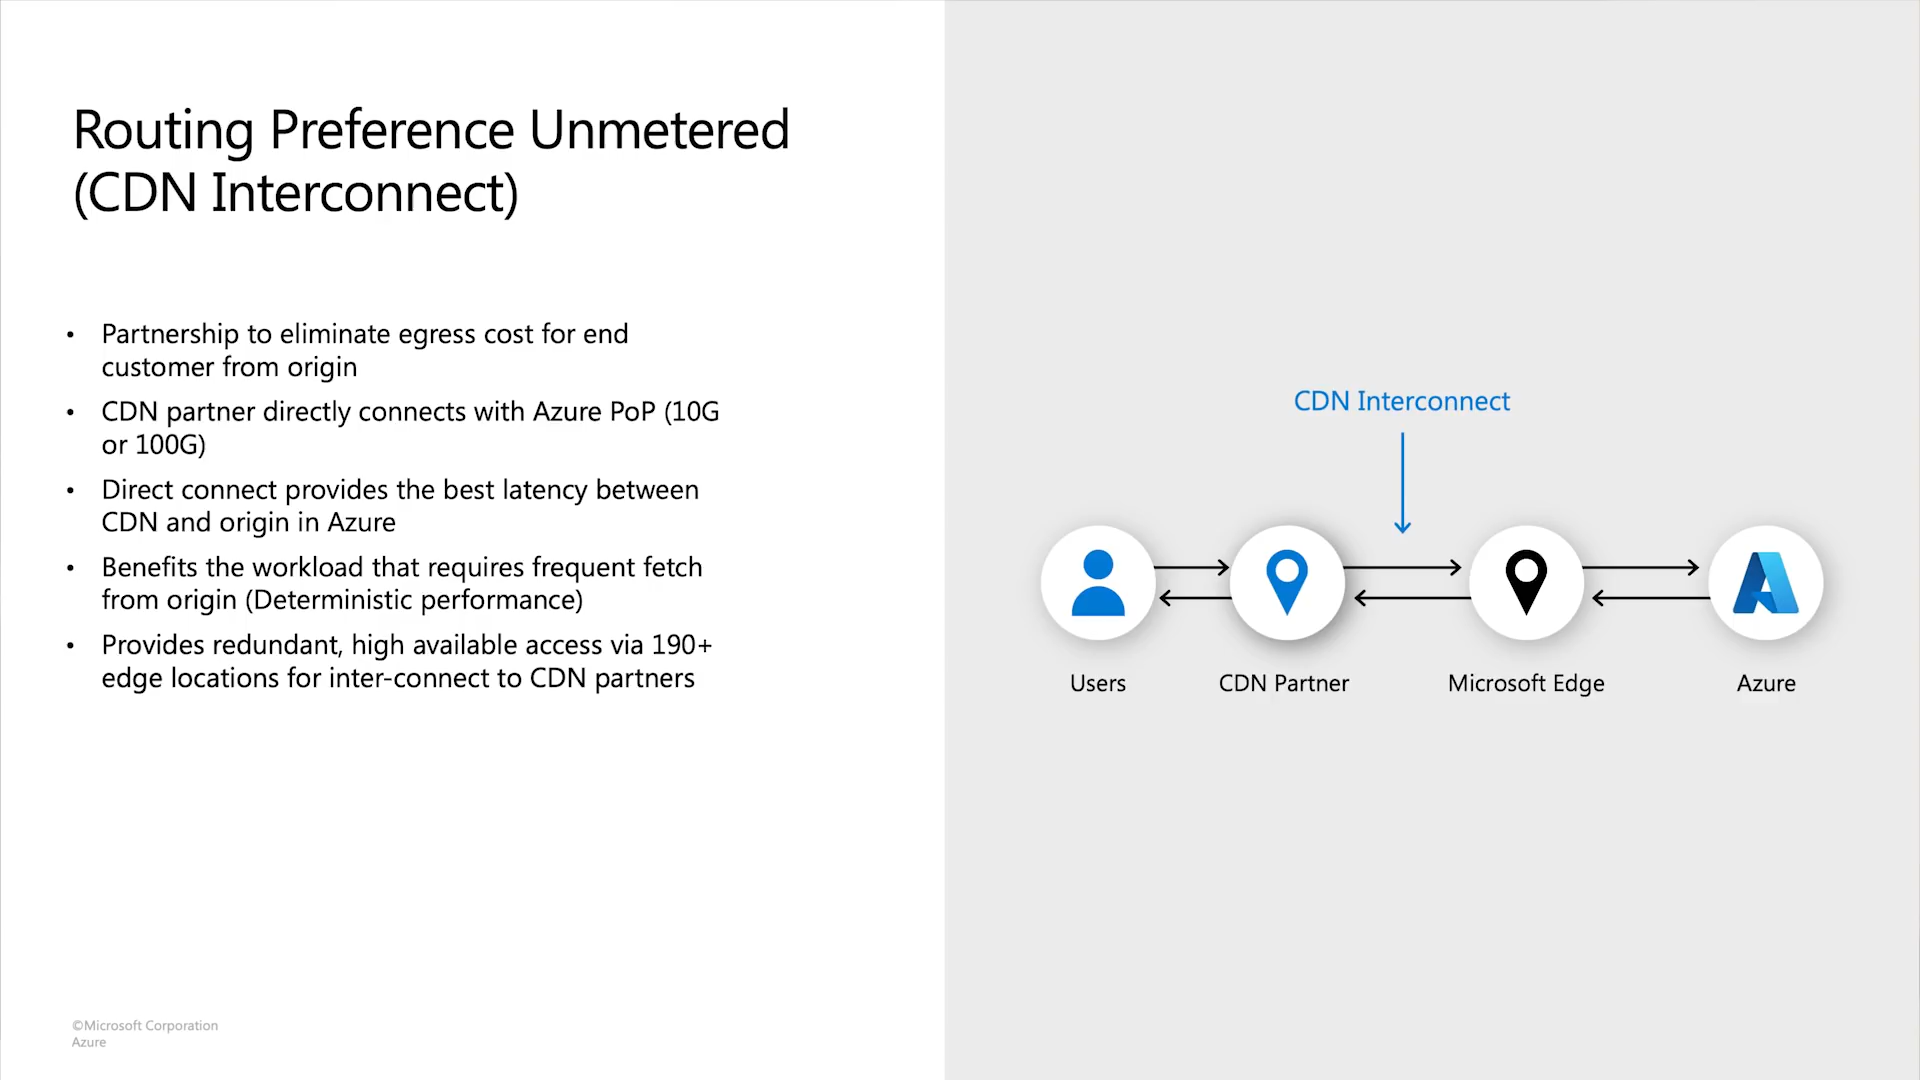 Routing Preference Unmetered
(CDN Interconnect)
• Partnership to eliminate egress cost for end
customer from origin
• CDN partner directly connects with Azure PoP (10G
or 100G)
• Direct connect provides the best latency between
CDN and origin in Azure
• Benefits the workload that requires frequent fetch
from origin (Deterministic performance)
• Provides redundant, high available access via 190+
edge locations for inter-connect to CDN partners
CDN Interconnect
Users
CDN Partner
Microsoft Edge
Azure
©Microsoft Corporation
Azure